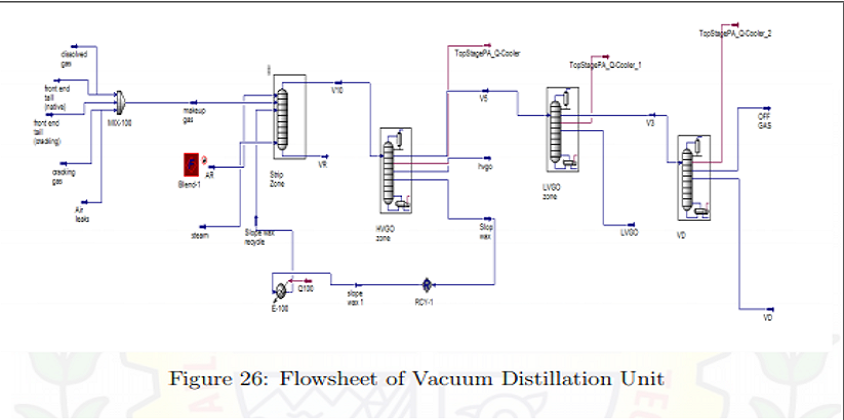 dissolved
gas
front end
tail
(native)
front end
tail
(cracking)
cracking
gas
Air
leaks
MIX-100
makeup
gas
Blend-1
AR
steam
Strip
Zone
V10
VR
Slope wax
recycle
E-100
Q100
slope
wax 1
RCY-1
TopStagePA_Q-Cooler
V5
hvgo
Slop
wax
HVGO
zone
TopStagePA_Q-Cooler_1
LVGO
zone
LVGO
V3
TopStagePA_Q-Cooler_2
OFF
GAS
VD
VD
Figure 26: Flowsheet of Vacuum Distillation Unit